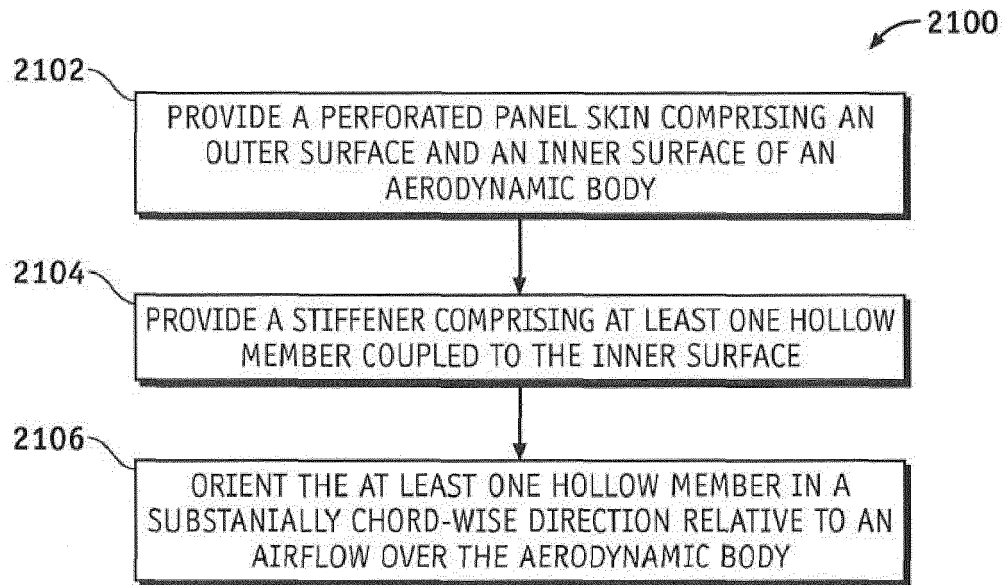 2100
2102
PROVIDE A PERFORATED PANEL SKIN COMPRISING AN
OUTER SURFACE AND AN INNER SURFACE OF AN
AERODYNAMIC BODY
2104
PROVIDE A STIFFENER COMPRISING AT LEAST ONE HOLLOW
MEMBER COUPLED TO THE INNER SURFACE
2106
ORIENT THE AT LEAST ONE HOLLOW MEMBER IN A
SUBSTANIALLY CHORD-WISE DIRECTION RELATIVE TO AN
AIRFLOW OVER THE AERODYNAMIC BODY